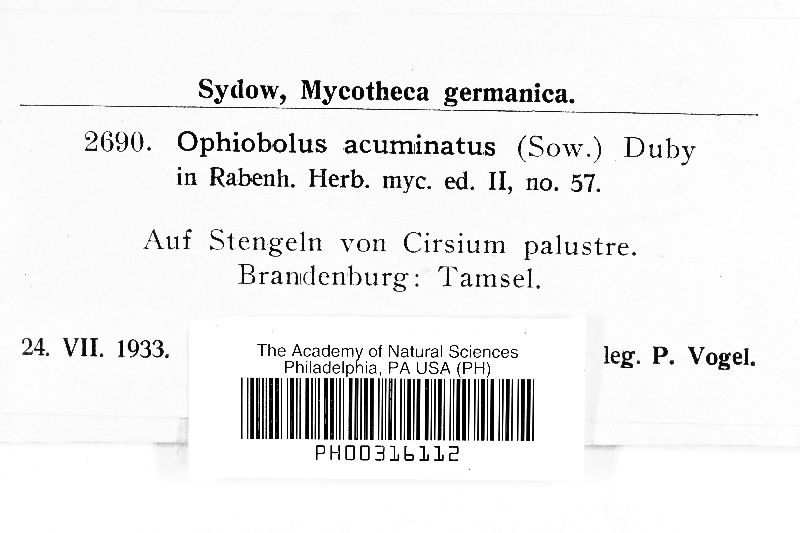 Sydow, Mycotheca germanica.
2690. Ophiobolus acuminatus (Sow.) Duby
in Rabenh. Herb. myc. ed. II, no. 57.
Auf Stengeln von Cirsium palustre.
Brandenburg: Tamsel.
24. VII. 1933.
leg. P. Vogel.
The Academy of Natural Sciences
Philadelphia, PA USA (PH)
PH00316112